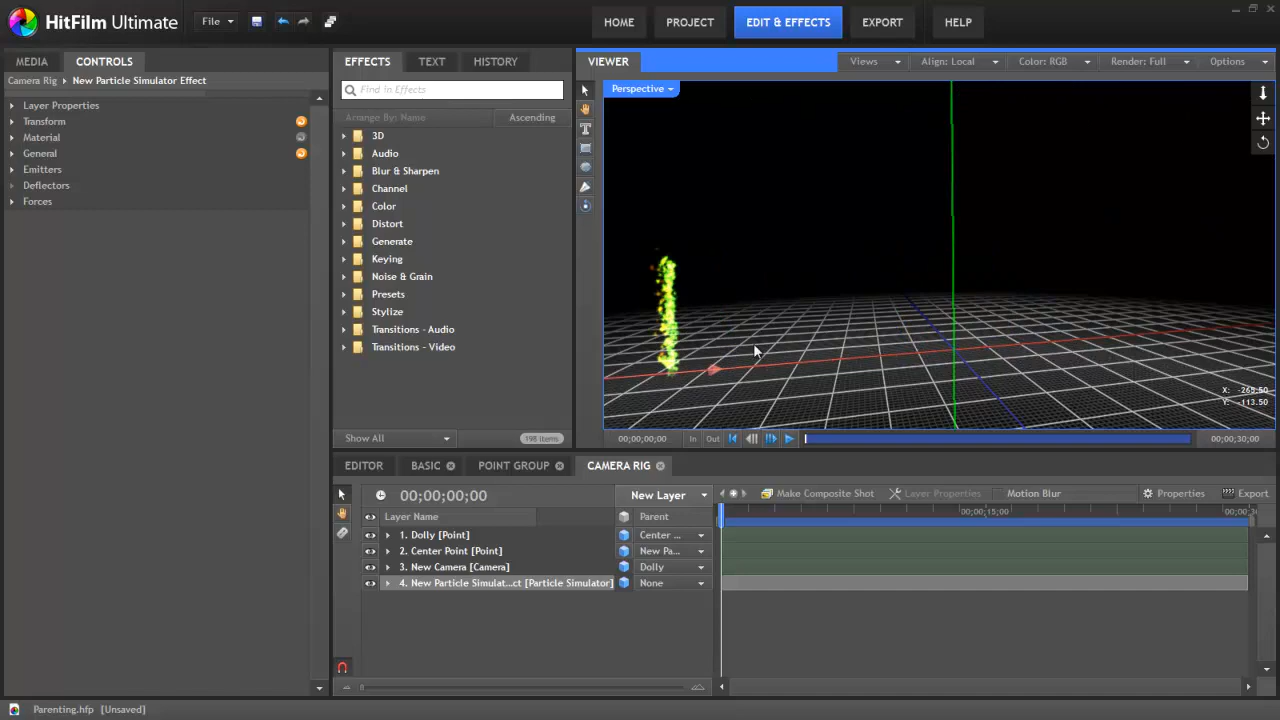 HitFilm Ultimate
File
HOME
PROJECT
EDIT & EFFECTS
EXPORT
HELP
MEDIA
CONTROLS
Camera Rig
New Particle Simulator Effect
Layer Properties
Transform
Material
General
Emitters
Deflectors
Forces
EFFECTS
TEXT
HISTORY
Find in Effects
Arrange By: Name
Ascending
3D
Audio
Blur & Sharpen
Channel
Color
Distort
Generate
Keying
Noise & Grain
Presets
Stylize
Transitions - Audio
Transitions - Video
Show All
198 items
VIEWER
Views
Align: Local
Color: RGB
Render: Full
Options
Perspective
X: -265.50
Y: -113.50
00;00;00;00
In
Out
00;00;30;00
EDITOR
BASIC
POINT GROUP
CAMERA RIG
00;00;00;00
New Layer
Make Composite Shot
Layer Properties
Motion Blur
Properties
Export
Layer Name
Parent
00;00;15;00
00;00;3
1. Dolly [Point]
Center ...
2. Center Point [Point]
New Pa...
3. New Camera [Camera]
Dolly
4. New Particle Simulat...ct [Particle Simulator]
None
Parenting.hfp
[Unsaved]